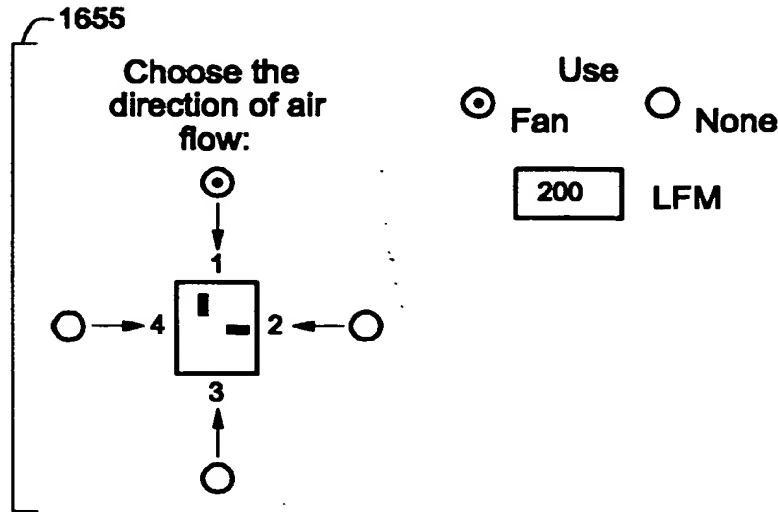 1655
Choose the
direction of air
flow:
Use
Fan
None
200 LFM
1
4
2
3